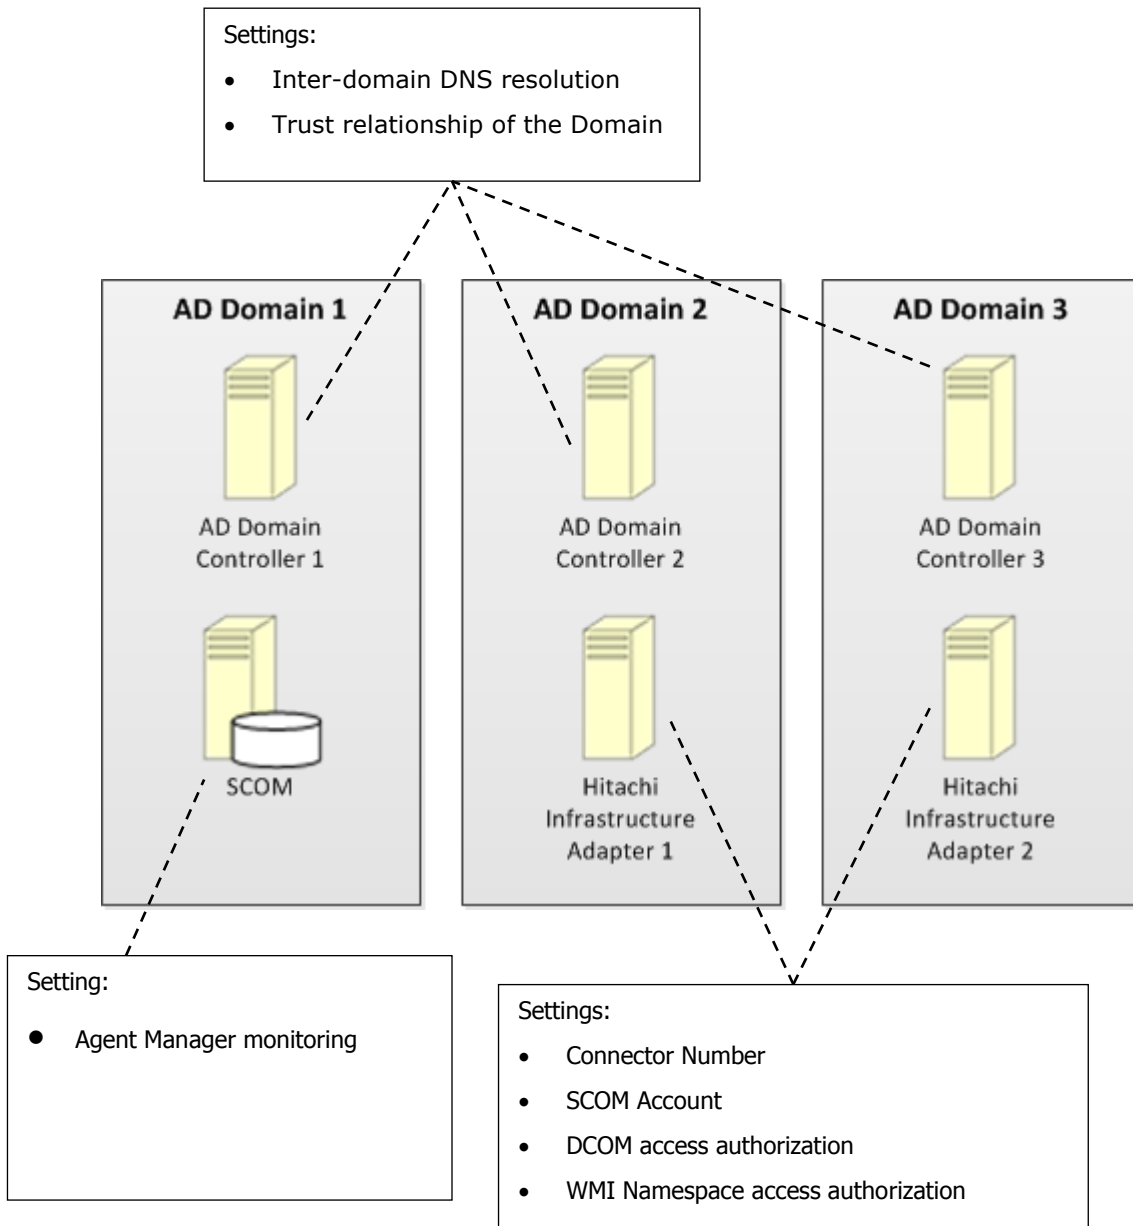 Settings:
• Inter-domain DNS resolution
• Trust relationship of the Domain
AD Domain 1
AD Domain
Controller 1
SCOM
AD Domain 2
AD Domain
Controller 2
Hitachi
Infrastructure
Adapter 1
AD Domain 3
AD Domain
Controller 3
Hitachi
Infrastructure
Adapter 2
Setting:
• Agent Manager monitoring
Settings:
• Connector Number
• SCOM Account
• DCOM access authorization
• WMI Namespace access authorization